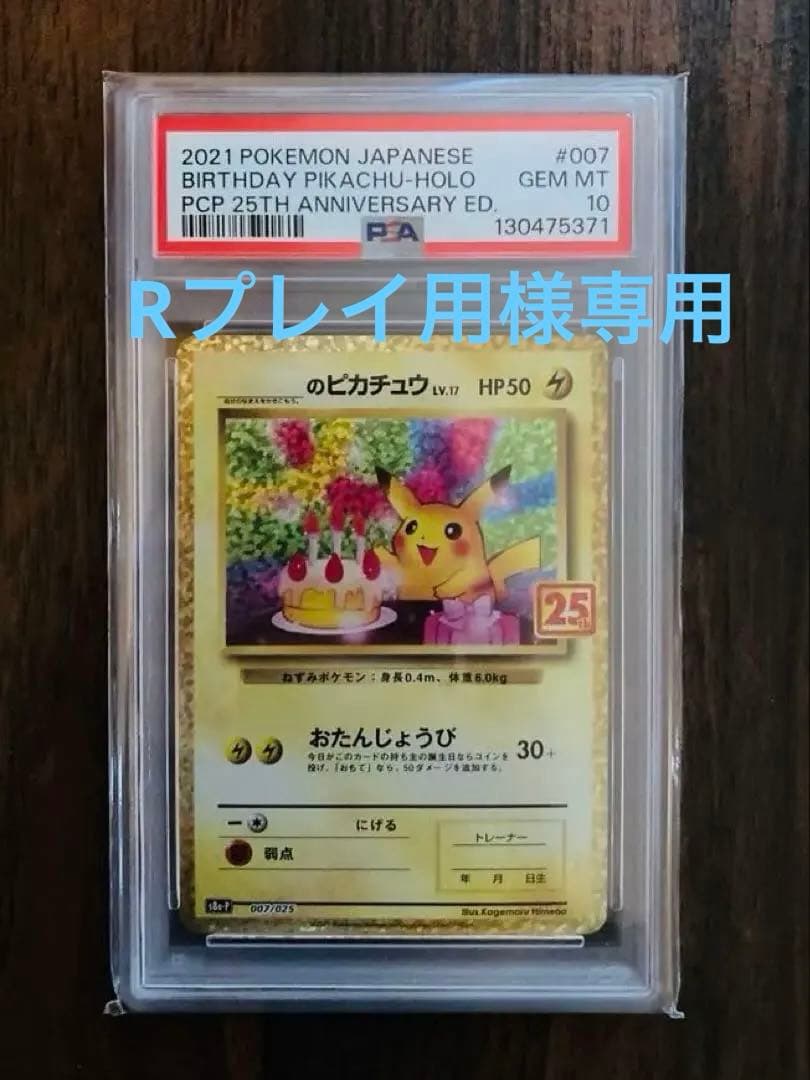 2021 POKEMON JAPANESE #007
BIRTHDAY PIKACHU-HOLO GEM MT
PCP 25TH ANNIVERSARY ED. 10
PSA 130475371
Rプレイ用様専用
のピカチュウ LV.17 HP50
25th
ねずみポケモン：身長0.4m、体重6.0kg
おたんじょうび 30+
今日がこのカードの持ち主の誕生日ならコインを
投げ、「おもて」なら、50ダメージを追加する。
にげる
弱点
トレーナー
年 月 日生
s8a-P 007/025
Illus. Kagemaru Himeno